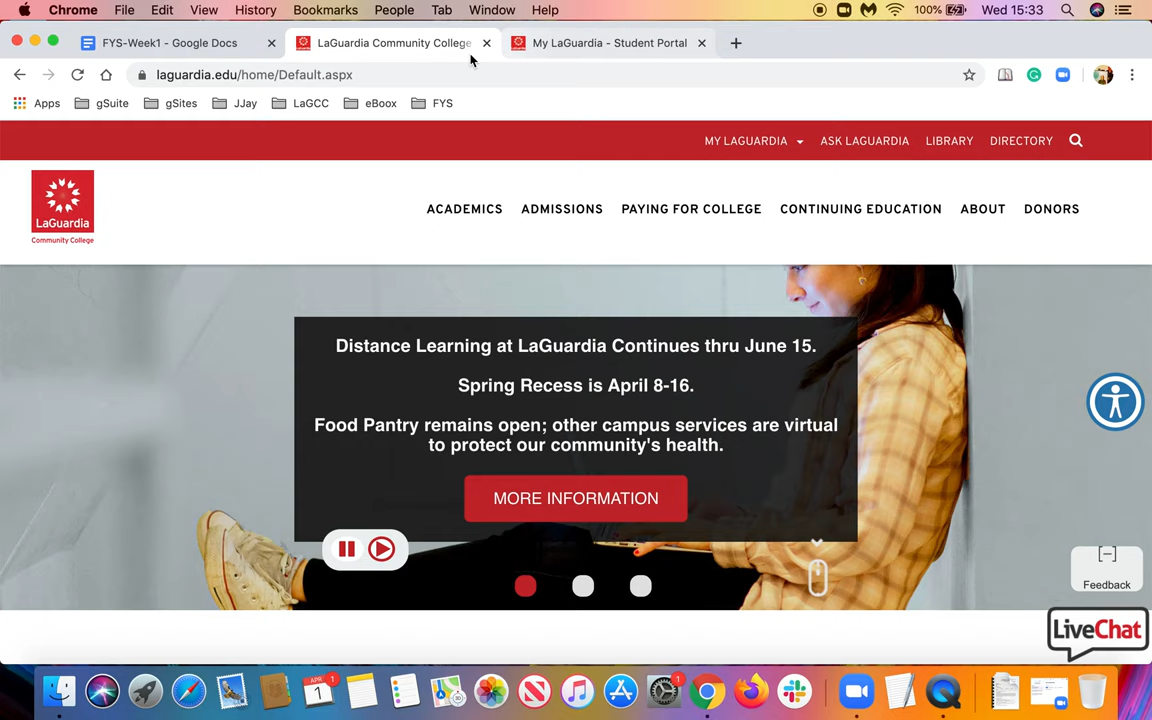 Chrome File Edit View History Bookmarks People Tab Window Help 100% Wed 15:33
FYS-Week1 - Google Docs LaGuardia Community College My LaGuardia - Student Portal
laguardia.edu/home/Default.aspx
Apps gSuite gSites JJay LaGCC eBoox FYS
MY LAGUARDIA ASK LAGUARDIA LIBRARY DIRECTORY
LaGuardia
Community College
ACADEMICS ADMISSIONS PAYING FOR COLLEGE CONTINUING EDUCATION ABOUT DONORS
Distance Learning at LaGuardia Continues thru June 15.
Spring Recess is April 8-16.
Food Pantry remains open; other campus services are virtual
to protect our community's health.
MORE INFORMATION
[-]
Feedback
LiveChat
APR 1
1
1